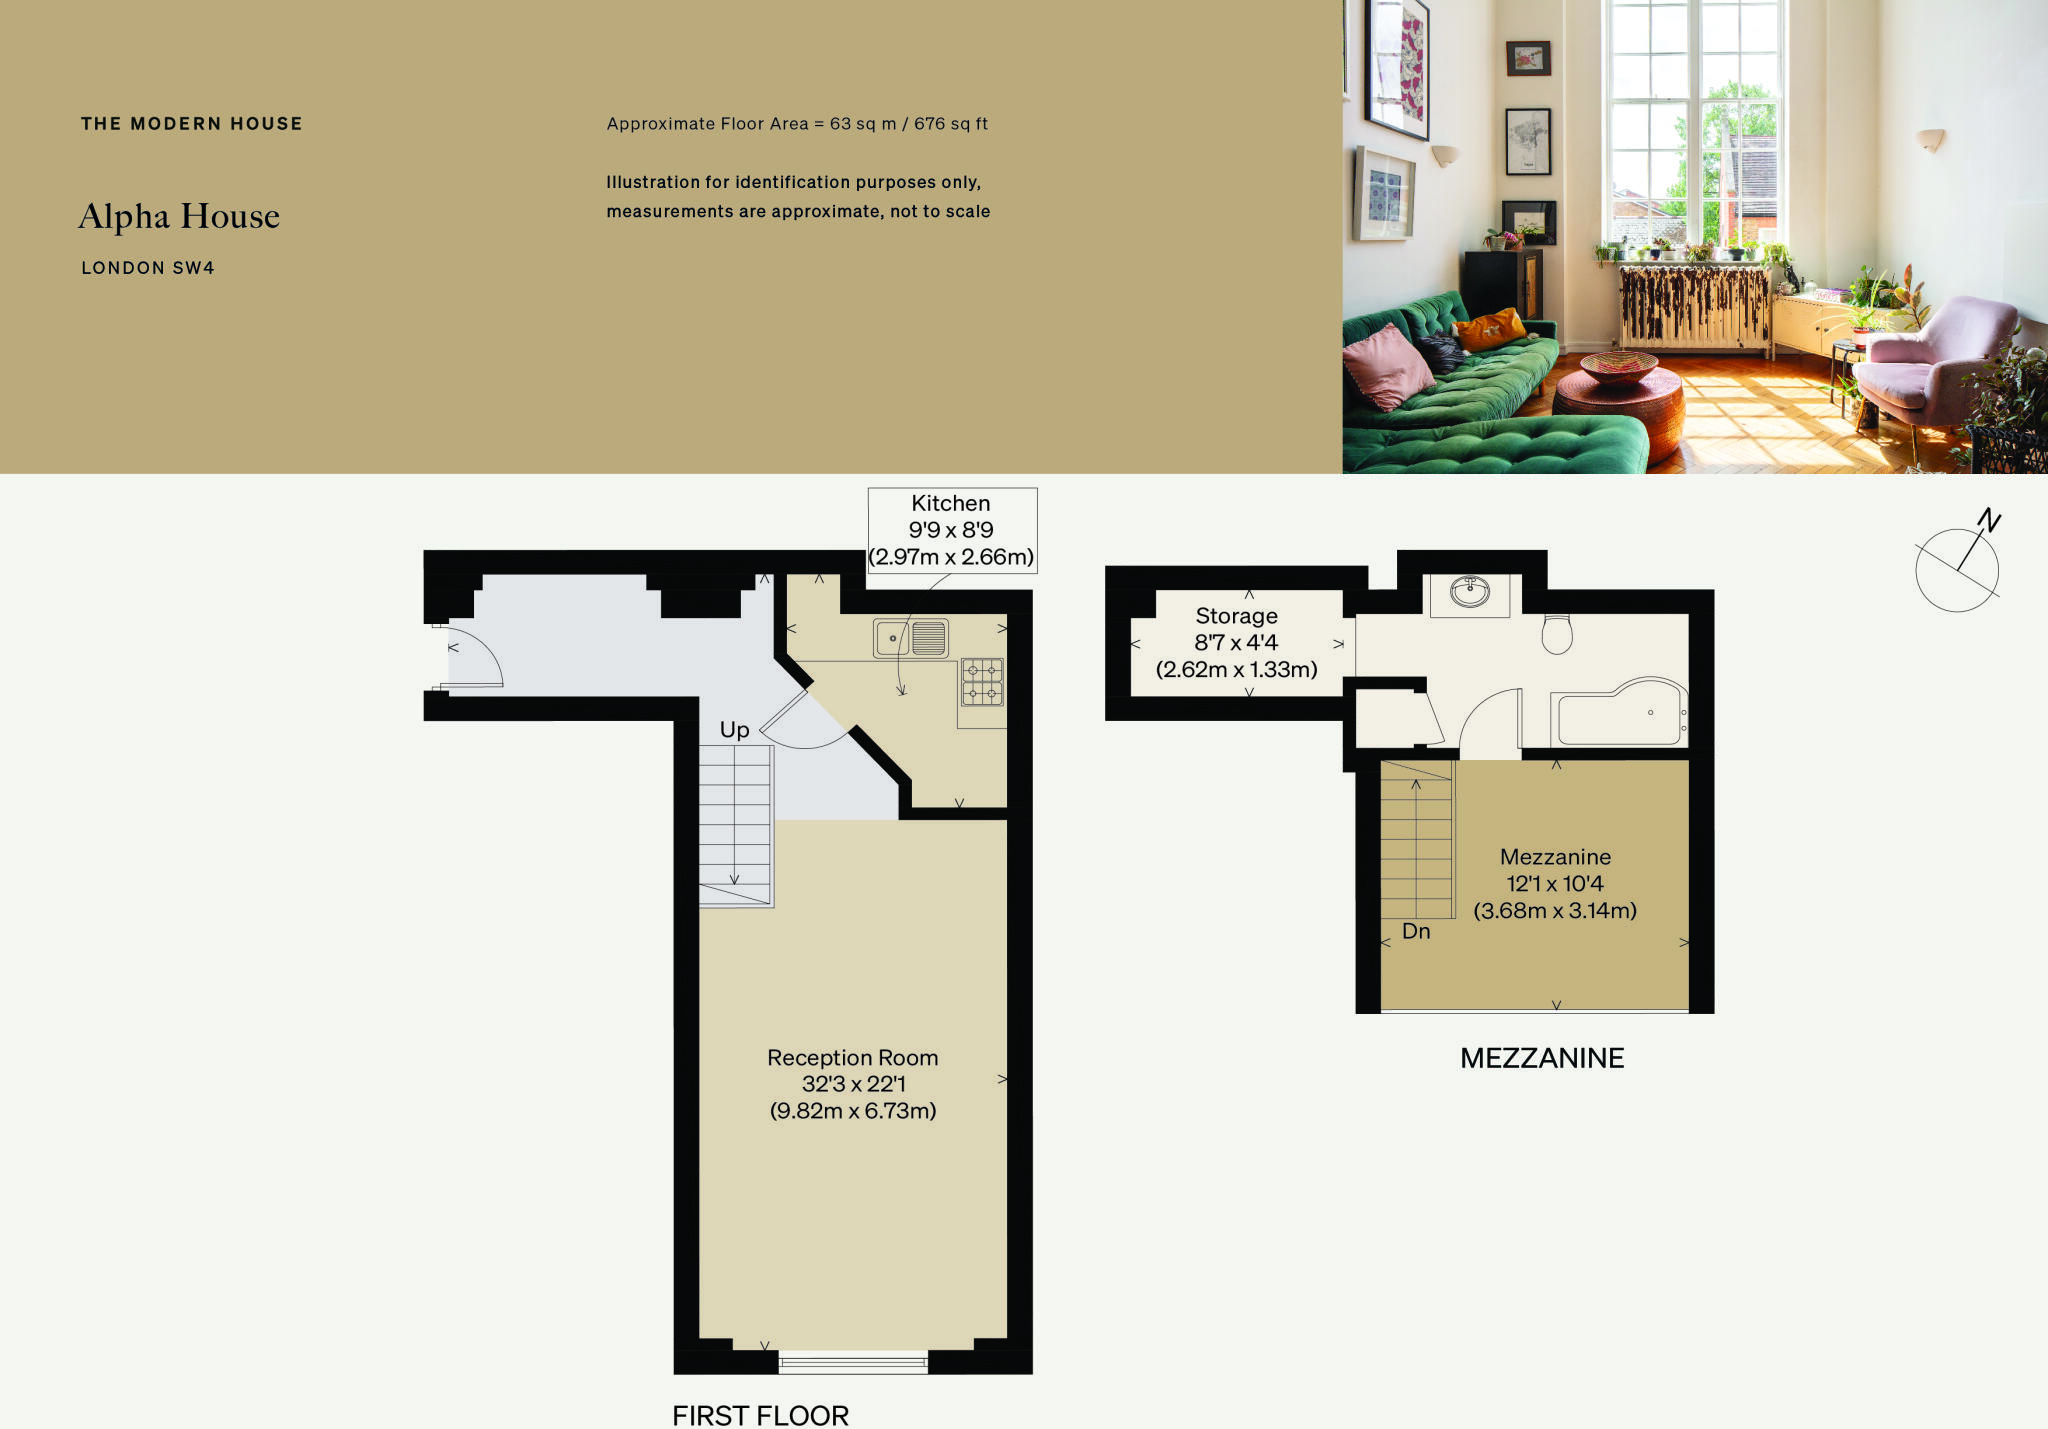 THE MODERN HOUSE
Alpha House
LONDON SW4
Approximate Floor Area = 63 sq m / 676 sq ft
Illustration for identification purposes only,
measurements are approximate, not to scale
Kitchen
9'9 x 8'9
(2.97m x 2.66m)
Up
Reception Room
32'3 x 22'1
(9.82m x 6.73m)
FIRST FLOOR
Storage
8'7 x 4'4
(2.62m x 1.33m)
Mezzanine
12'1 x 10'4
(3.68m x 3.14m)
Dn
MEZZANINE
N